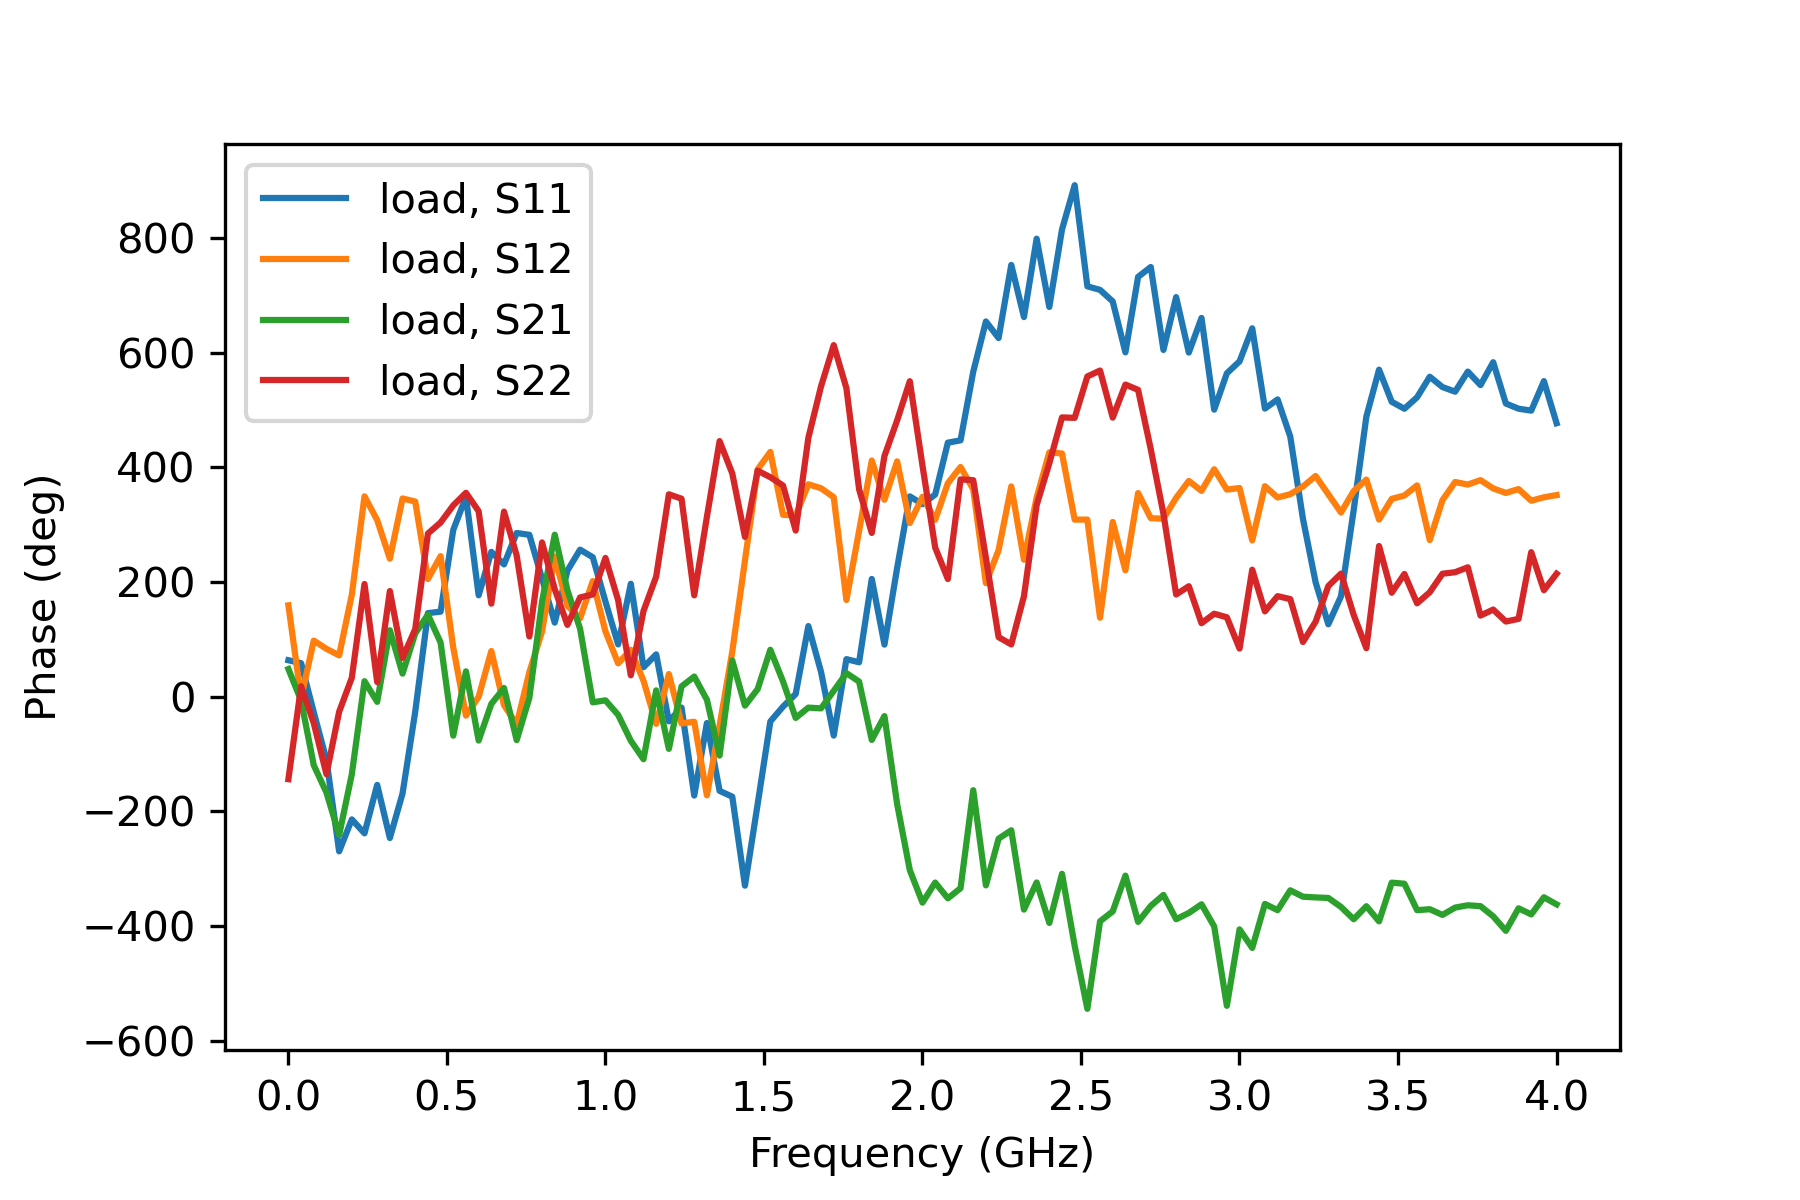 load, S11
load, S12
load, S21
load, S22
800
600
400
200
0
−200
−400
−600
Phase (deg)
0.0 0.5 1.0 1.5 2.0 2.5 3.0 3.5 4.0
Frequency (GHz)